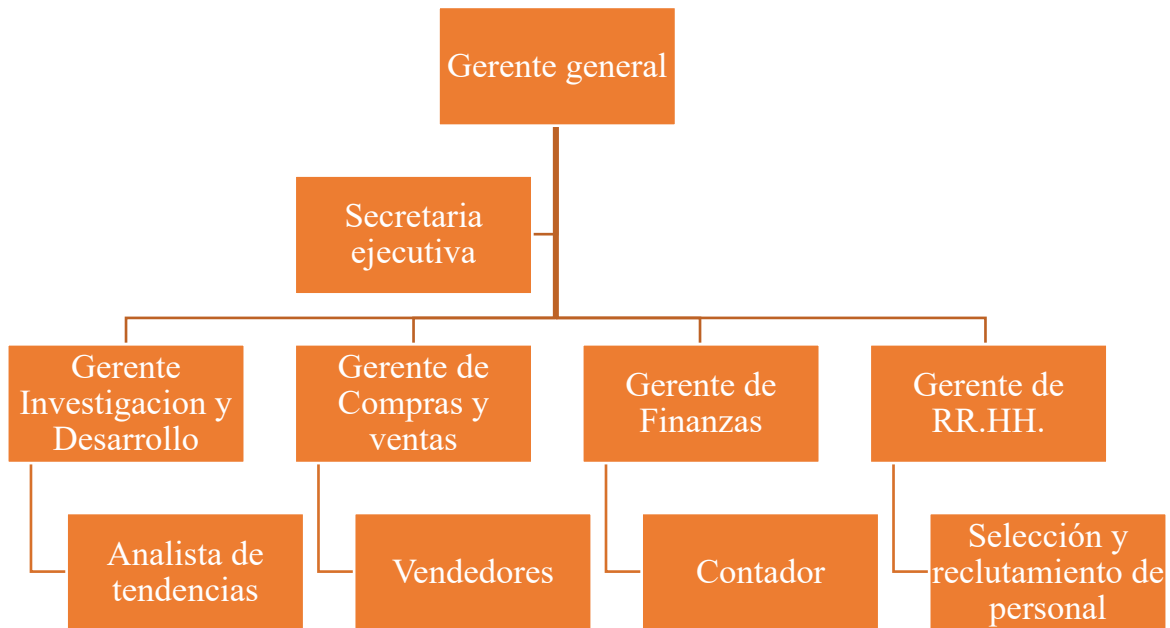 Gerente general
Secretaria
ejecutiva
Gerente
Investigacion y
Desarrollo
Gerente de
Compras y
ventas
Gerente de
Finanzas
Gerente de
RR.HH.
Analista de
tendencias
Vendedores
Contador
Selección y
reclutamiento de
personal